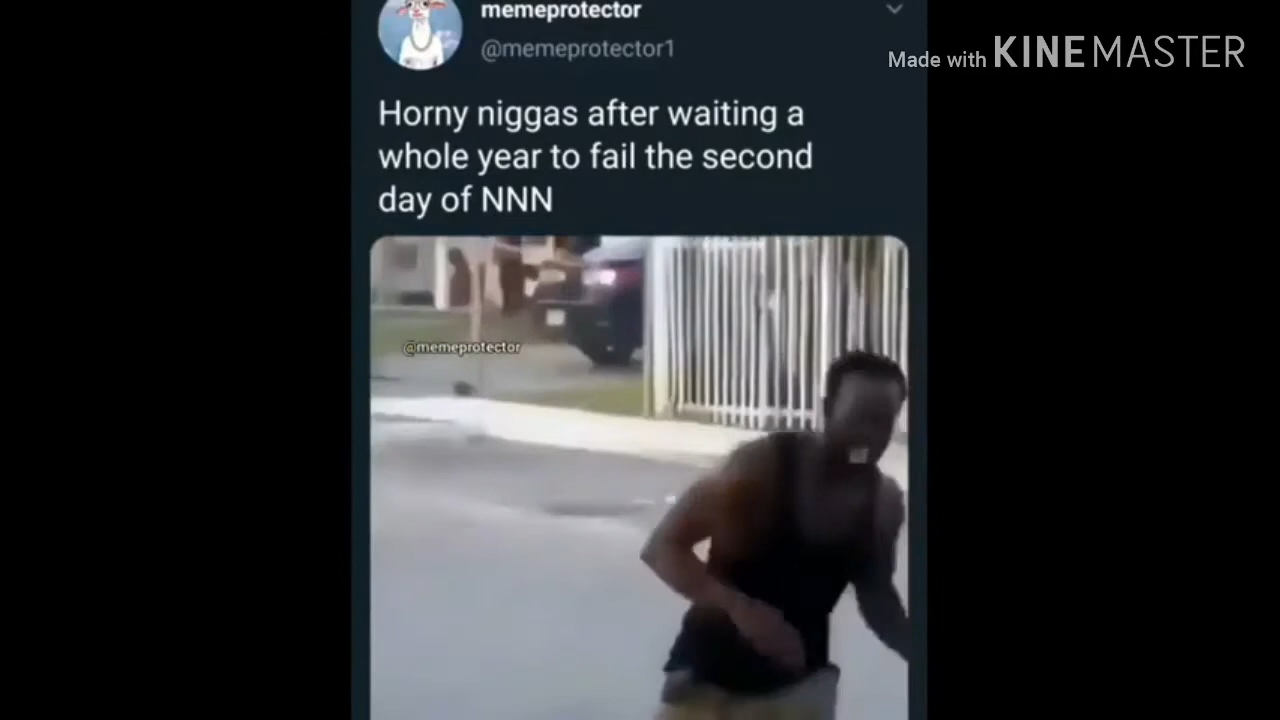 memeprotector
@memeprotector1
Made with KINEMASTER
Horny niggas after waiting a
whole year to fail the second
day of NNN
@memeprotector